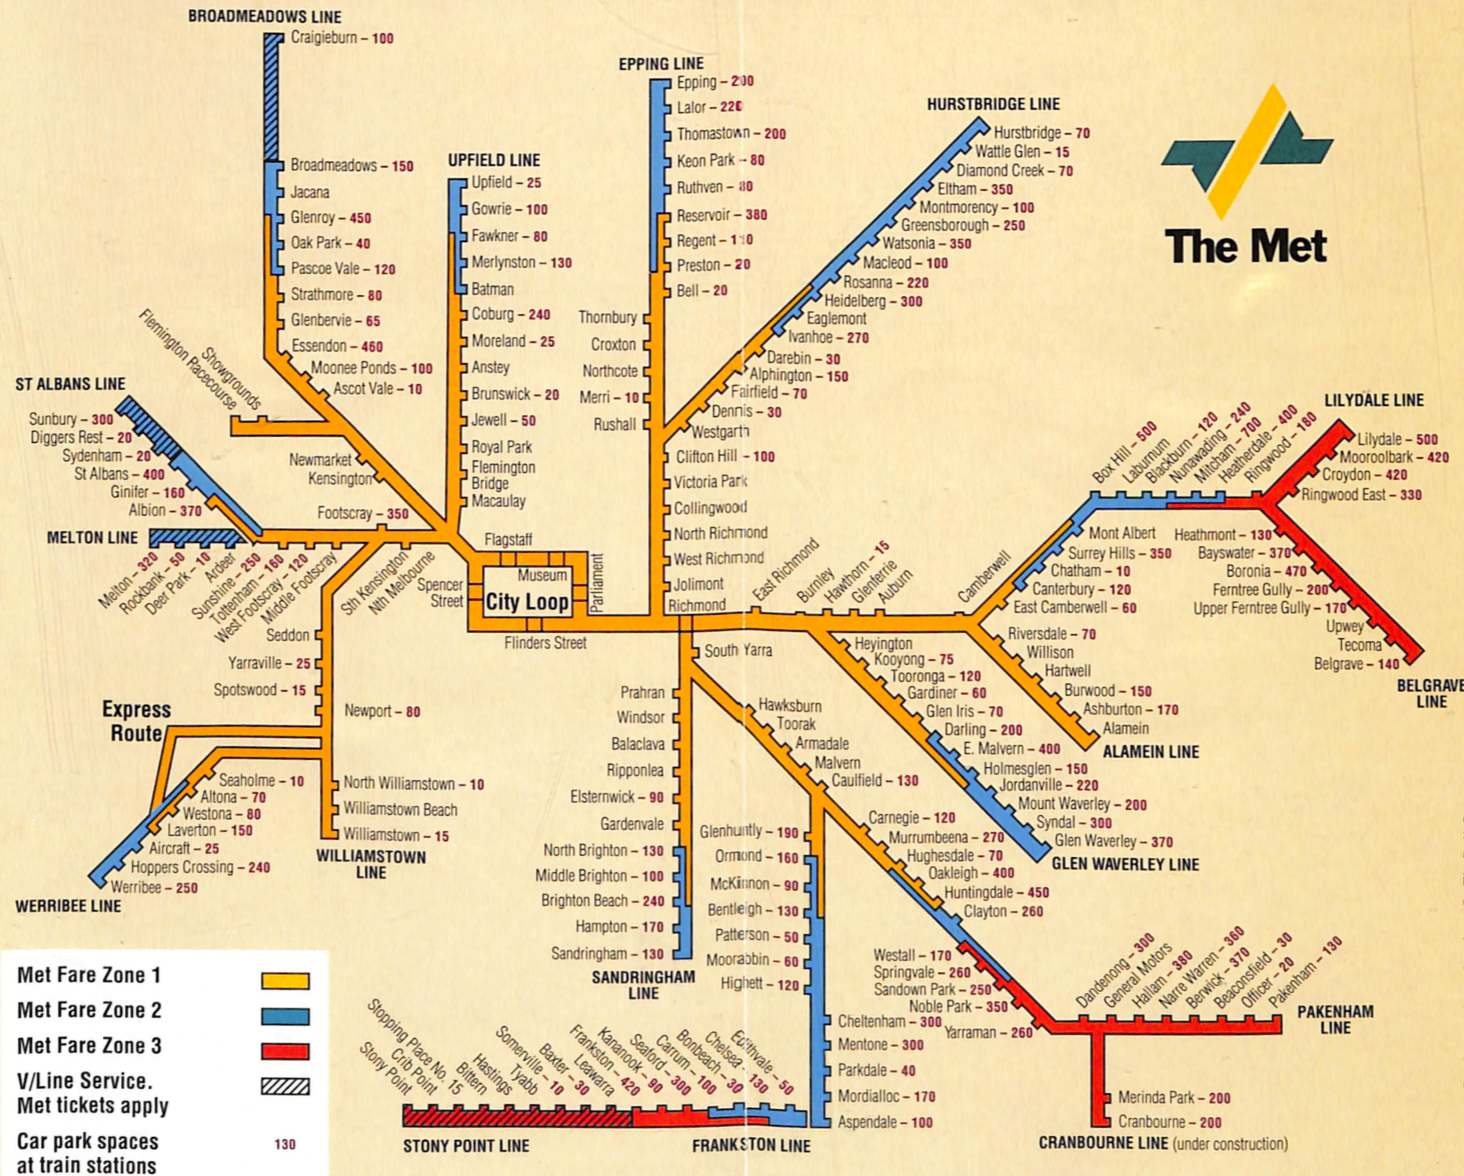 BROADMEADOWS LINE
Craigieburn – 100
Broadmeadows – 150
Jacana
Glenroy – 450
Oak Park – 40
Pascoe Vale – 120
Strathmore – 80
Glenbervie – 65
Essendon – 460
Moonee Ponds – 100
Ascot Vale – 10
Showgrounds
Flemington Racecourse
Newmarket
Kensington
UPFIELD LINE
Upfield – 25
Gowrie – 100
Fawkner – 80
Merlynston – 130
Batman
Coburg – 240
Moreland – 25
Anstey
Brunswick – 20
Jewell – 50
Royal Park
Flemington
Bridge
Macaulay
EPPING LINE
Epping – 200
Lalor – 220
Thomastown – 200
Keon Park – 80
Ruthven – 80
Reservoir – 380
Regent – 110
Preston – 20
Bell – 20
Thornbury
Croxton
Northcote
Merri – 10
Rushall
HURSTBRIDGE LINE
Hurstbridge – 70
Wattle Glen – 15
Diamond Creek – 70
Eltham – 350
Montmorency – 100
Greensborough – 250
Watsonia – 350
Macleod – 100
Rosanna – 220
Heidelberg – 300
Eaglemont
Ivanhoe – 270
Darebin – 30
Alphington – 150
Fairfield – 70
Dennis – 30
Westgarth
Clifton Hill – 100
Victoria Park
Collingwood
North Richmond
West Richmond
Jolimont
Richmond
The Met
ST ALBANS LINE
Sunbury – 300
Diggers Rest – 20
Sydenham – 20
St Albans – 400
Ginifer – 160
Albion – 370
MELTON LINE
Melton – 320
Rockbank – 50
Deer Park – 10
Ardeer
Sunshine – 250
Tottenham – 160
West Footscray – 120
Middle Footscray
Footscray – 350
Sth Kensington
Nth Melbourne
Flagstaff
Museum
Parliament
Spencer
Street
City Loop
Flinders Street
Seddon
Yarraville – 25
Spotswood – 15
Newport – 80
Express
Route
North Williamstown – 10
Williamstown Beach
Williamstown – 15
WILLIAMSTOWN
LINE
Seaholme – 10
Altona – 70
Westona – 80
Laverton – 150
Aircraft – 25
Hoppers Crossing – 240
Werribee – 250
WERRIBEE LINE
East Richmond
Burnley
Hawthorn – 15
Glenferrie
Auburn
Camberwell
East Camberwell – 60
Canterbury – 120
Chatham – 10
Surrey Hills – 350
Mont Albert
Box Hill – 500
Laburnum
Blackburn – 120
Nunawading – 240
Mitcham – 700
Heatherdale – 400
Ringwood – 180
LILYDALE LINE
Lilydale – 500
Mooroolbark – 420
Croydon – 420
Ringwood East – 330
Heathmont – 130
Bayswater – 370
Boronia – 470
Ferntree Gully – 200
Upper Ferntree Gully – 170
Upwey
Tecoma
Belgrave – 140
BELGRAVE
LINE
Riversdale – 70
Willison
Hartwell
Burwood – 150
Ashburton – 170
Alamein
ALAMEIN LINE
Heyington
Kooyong – 75
Tooronga – 120
Gardiner – 60
Glen Iris – 70
Darling – 200
E. Malvern – 400
Holmesglen – 150
Jordanville – 220
Mount Waverley – 200
Syndal – 300
Glen Waverley – 370
GLEN WAVERLEY LINE
South Yarra
Prahran
Windsor
Balaclava
Ripponlea
Elsternwick – 90
Gardenvale
North Brighton – 130
Middle Brighton – 100
Brighton Beach – 240
Hampton – 170
Sandringham – 130
SANDRINGHAM
LINE
Hawksburn
Toorak
Armadale
Malvern
Caulfield – 130
Carnegie – 120
Murrumbeena – 270
Hughesdale – 70
Oakleigh – 400
Huntingdale – 450
Clayton – 260
Westall – 170
Springvale – 260
Sandown Park – 250
Noble Park – 350
Yarraman – 260
Dandenong – 300
General Motors
Hallam – 380
Narre Warren – 360
Berwick – 370
Beaconsfield – 30
Officer – 20
Pakenham – 130
PAKENHAM
LINE
Merinda Park – 200
Cranbourne – 200
CRANBOURNE LINE (under construction)
Glenhuntly – 190
Ormond – 160
McKinnon – 90
Bentleigh – 130
Patterson – 50
Moorabbin – 60
Highett – 120
Cheltenham – 300
Mentone – 300
Parkdale – 40
Mordialloc – 170
Aspendale – 100
Edithvale – 50
Chelsea – 130
Bonbeach – 30
Carrum – 100
Seaford – 300
Kananook – 90
Frankston – 420
Leawarra
Baxter – 30
Somerville – 10
Tyabb
Hastings
Bittern
Stopping Place No. 15
Crib Point
Stony Point
STONY POINT LINE
FRANKSTON LINE
Met Fare Zone 1
Met Fare Zone 2
Met Fare Zone 3
V/Line Service.
Met tickets apply
Car park spaces
at train stations
130